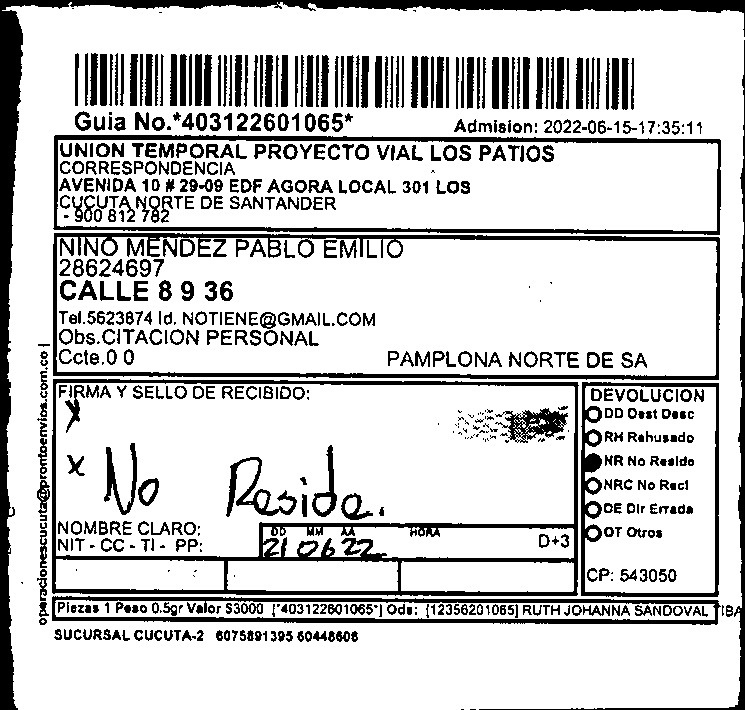 Guia No.*403122601065*
Admision: 2022-06-15-17:35:11
UNION TEMPORAL PROYECTO VIAL LOS PATIOS
CORRESPONDENCIA
AVENIDA 10 # 29-09 EDF AGORA LOCAL 301 LOS
CUCUTA NORTE DE SANTANDER
- 900 812 782
NINO MENDEZ PABLO EMILIO
28624697
CALLE 8 9 36
Tel.5623874 Id. NOTIENE@GMAIL.COM
Obs.CITACION PERSONAL
Ccte.0 0 PAMPLONA NORTE DE SA
operacionescucuta@prontoenvios.com.co |
FIRMA Y SELLO DE RECIBIDO:
X
X No Reside.
NOMBRE CLARO:
NIT - CC - TI - PP:
DD MM AA HORA
21 06 22 D+3
DEVOLUCION
DD Dest Desc
RH Rehusado
NR No Reside
NRC No Recl
DE Dir Errada
OT Otros
CP: 543050
Piezas 1 Peso 0.5gr Valor $3000 [*403122601065*] Ods: [12356201065] RUTH JOHANNA SANDOVAL TIBA
SUCURSAL CUCUTA-2 6075891395 60448606